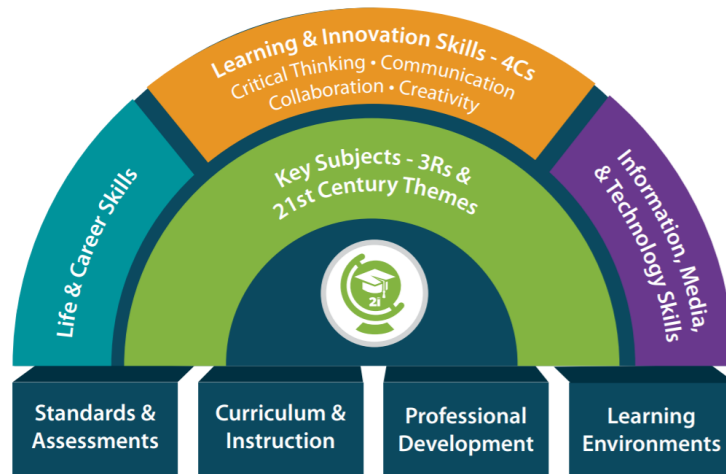 Learning & Innovation Skills - 4Cs
Critical Thinking • Communication
Collaboration • Creativity
Life & Career Skills
Key Subjects - 3Rs &
21st Century Themes
Information, Media,
& Technology Skills
2i
Standards &
Assessments
Curriculum &
Instruction
Professional
Development
Learning
Environments